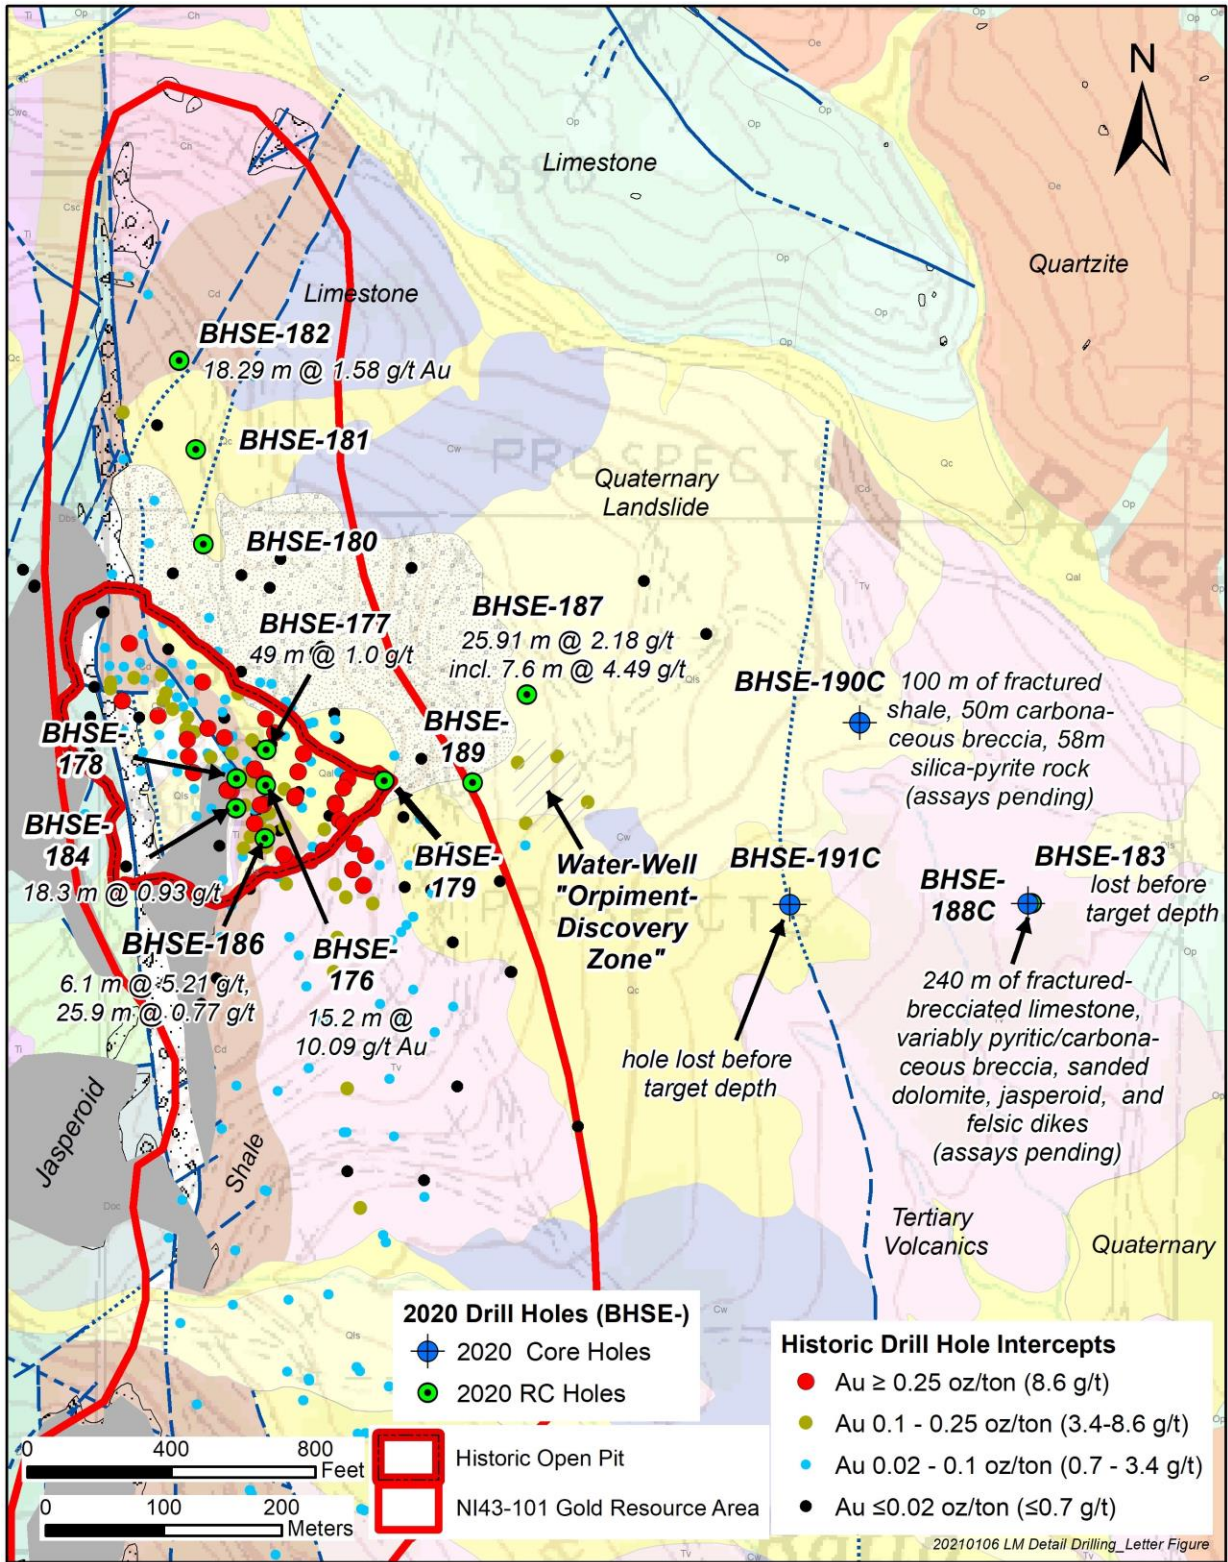 N
Limestone
Quartzite
Limestone
BHSE-182
18.29 m @ 1.58 g/t Au
BHSE-181
PROSPECT
Quaternary
Landslide
BHSE-180
BHSE-177
49 m @ 1.0 g/t
BHSE-187
25.91 m @ 2.18 g/t
incl. 7.6 m @ 4.49 g/t
BHSE-190C
100 m of fractured
shale, 50m carbona-
ceous breccia, 58m
silica-pyrite rock
(assays pending)
BHSE-
178
BHSE-
189
BHSE-
184
18.3 m @ 0.93 g/t
BHSE-
179
Water-Well
"Orpiment-
Discovery
Zone"
BHSE-191C
BHSE-183
lost before
target depth
BHSE-
188C
BHSE-186
6.1 m @ 5.21 g/t,
25.9 m @ 0.77 g/t
BHSE-
176
15.2 m @
10.09 g/t Au
PROSPECT
hole lost before
target depth
240 m of fractured-
brecciated limestone,
variably pyritic/carbona-
ceous breccia, sanded
dolomite, jasperoid, and
felsic dikes
(assays pending)
Jasperoid
Shale
Tertiary
Volcanics
Quaternary
2020 Drill Holes (BHSE-)
2020 Core Holes
2020 RC Holes
Historic Open Pit
NI43-101 Gold Resource Area
Historic Drill Hole Intercepts
Au ≥ 0.25 oz/ton (8.6 g/t)
Au 0.1 - 0.25 oz/ton (3.4-8.6 g/t)
Au 0.02 - 0.1 oz/ton (0.7 - 3.4 g/t)
Au ≤0.02 oz/ton (≤0.7 g/t)
0 400 800
Feet
0 100 200
Meters
20210106 LM Detail Drilling_Letter Figure